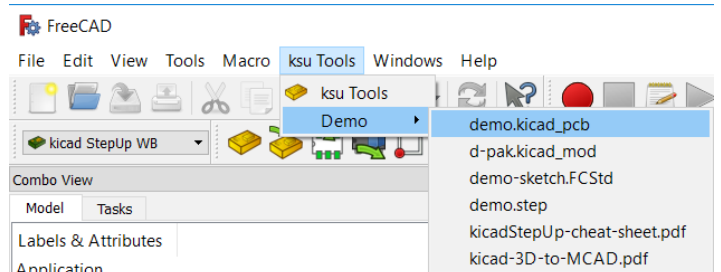 FreeCAD
File Edit View Tools Macro ksu Tools Windows Help
ksu Tools
Demo
demo.kicad_pcb
d-pak.kicad_mod
demo-sketch.FCStd
demo.step
kicadStepUp-cheat-sheet.pdf
kicad-3D-to-MCAD.pdf
kicad StepUp WB
Combo View
Model Tasks
Labels & Attributes
Application